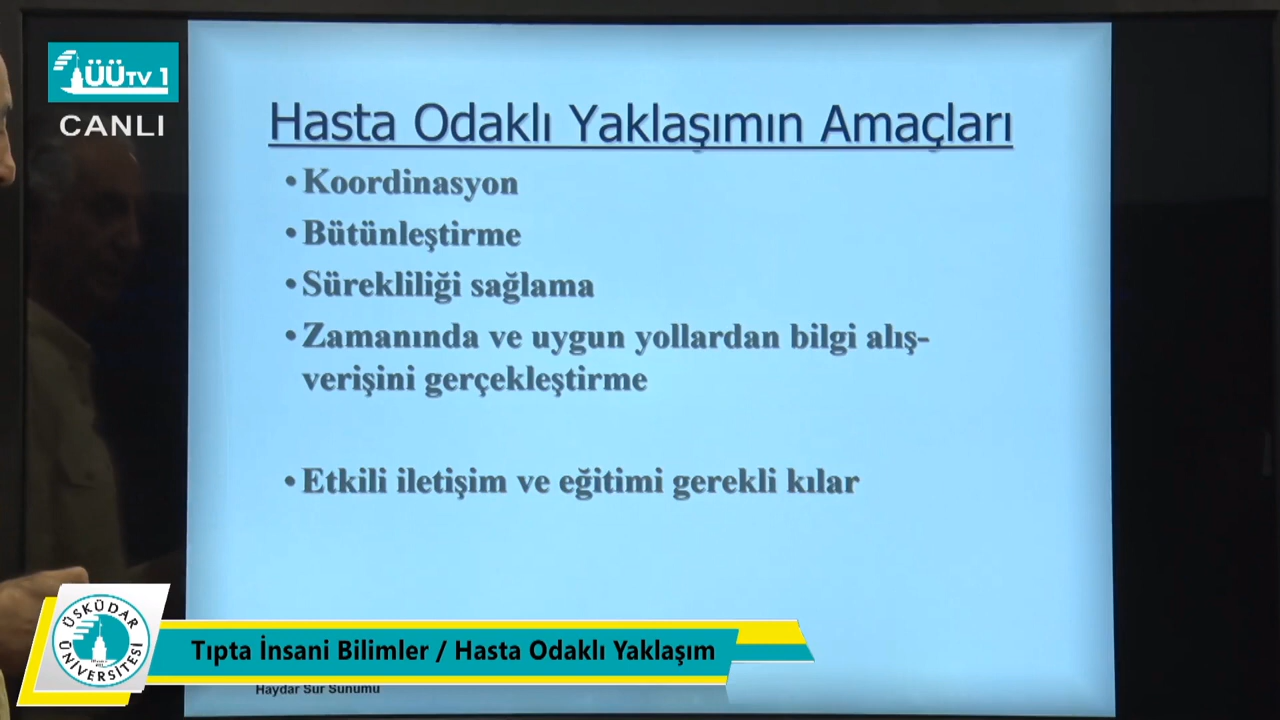 ÜÜTV 1
CANLI
Hasta Odaklı Yaklaşımın Amaçları
• Koordinasyon
• Bütünleştirme
• Sürekliliği sağlama
• Zamanında ve uygun yollardan bilgi alış-
verişini gerçekleştirme
• Etkili iletişim ve eğitimi gerekli kılar
ÜSKÜDAR
ÜNİVERSİTESİ
Tıpta İnsani Bilimler / Hasta Odaklı Yaklaşım
Haydar Sur Sunumu